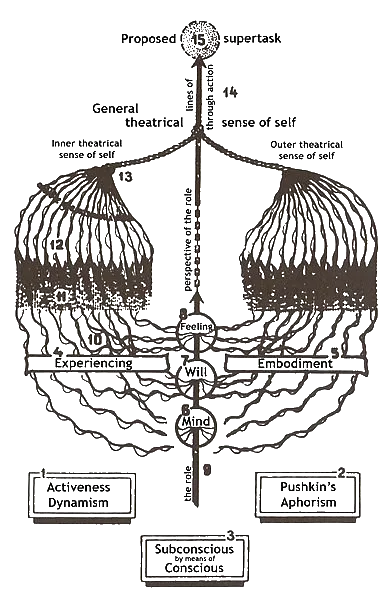 Proposed 15 supertask
lines of
through action
14
General
theatrical sense of self
Inner theatrical
sense of self
Outer theatrical
sense of self
13
perspective of the role
12
11
8
Feeling
10
4
Experiencing
7
Will
5
Embodiment
6
Mind
the role
9
1
Activeness
Dynamism
2
Pushkin's
Aphorism
3
Subconscious
by means of
Conscious